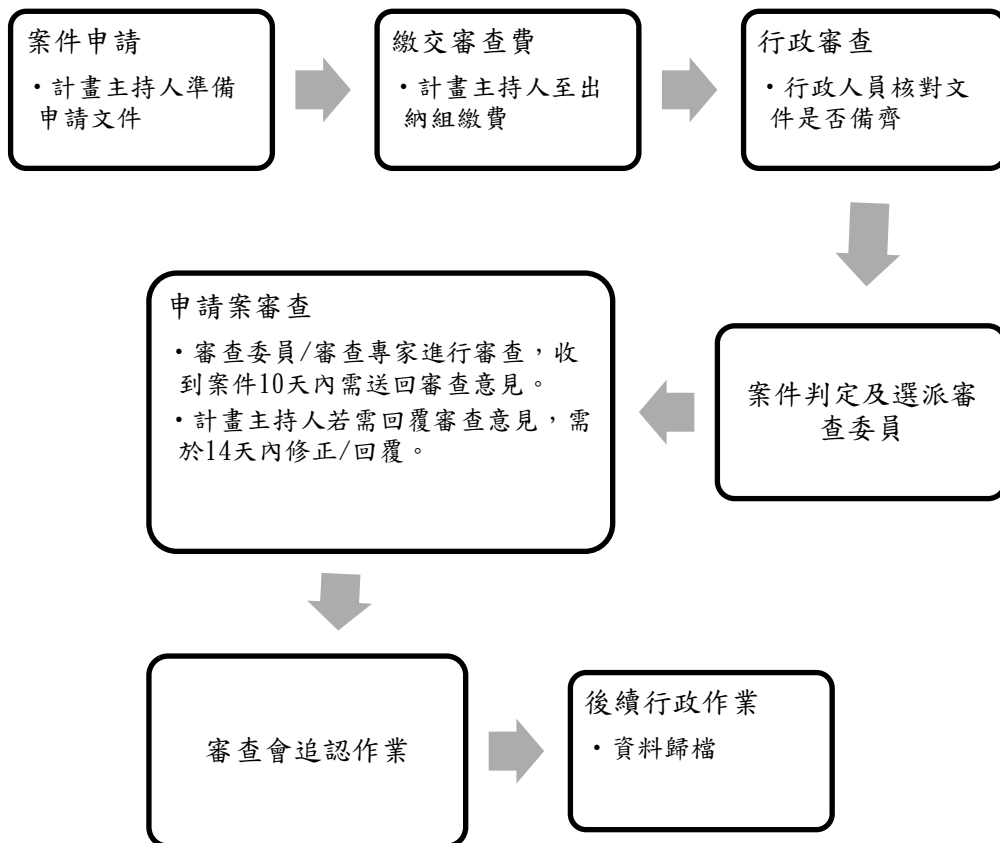 案件申請
・計畫主持人準備
申請文件
繳交審查費
・計畫主持人至出
納組繳費
行政審查
・行政人員核對文
件是否備齊
案件判定及選派審
查委員
申請案審查
・審查委員/審查專家進行審查，收
到案件10天內需送回審查意見。
・計畫主持人若需回覆審查意見，需
於14天內修正/回覆。
審查會追認作業
後續行政作業
・資料歸檔